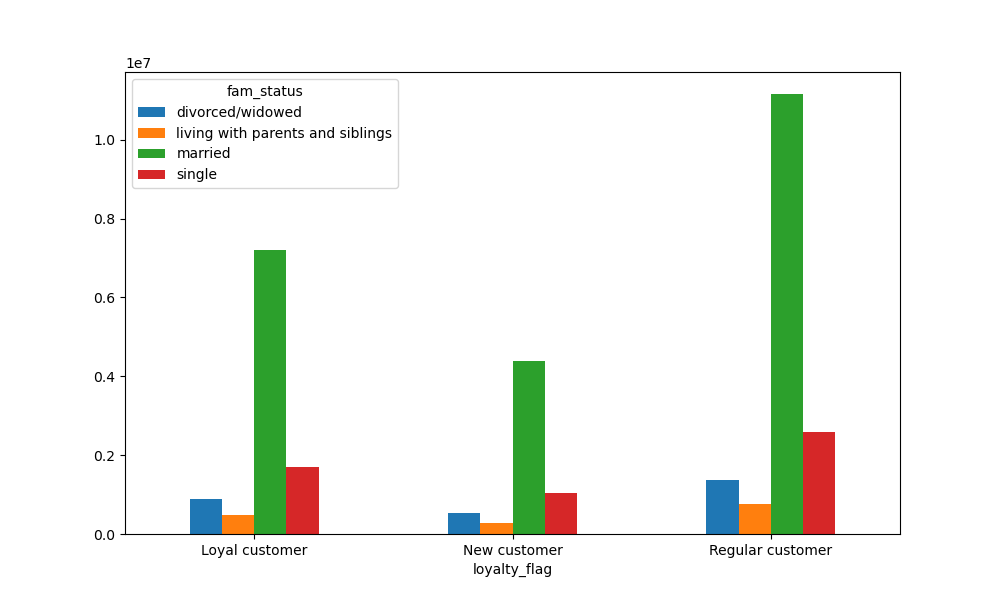 1e7
fam_status
divorced/widowed
living with parents and siblings
married
single
1.0
0.8
0.6
0.4
0.2
0.0
Loyal customer New customer Regular customer
loyalty_flag